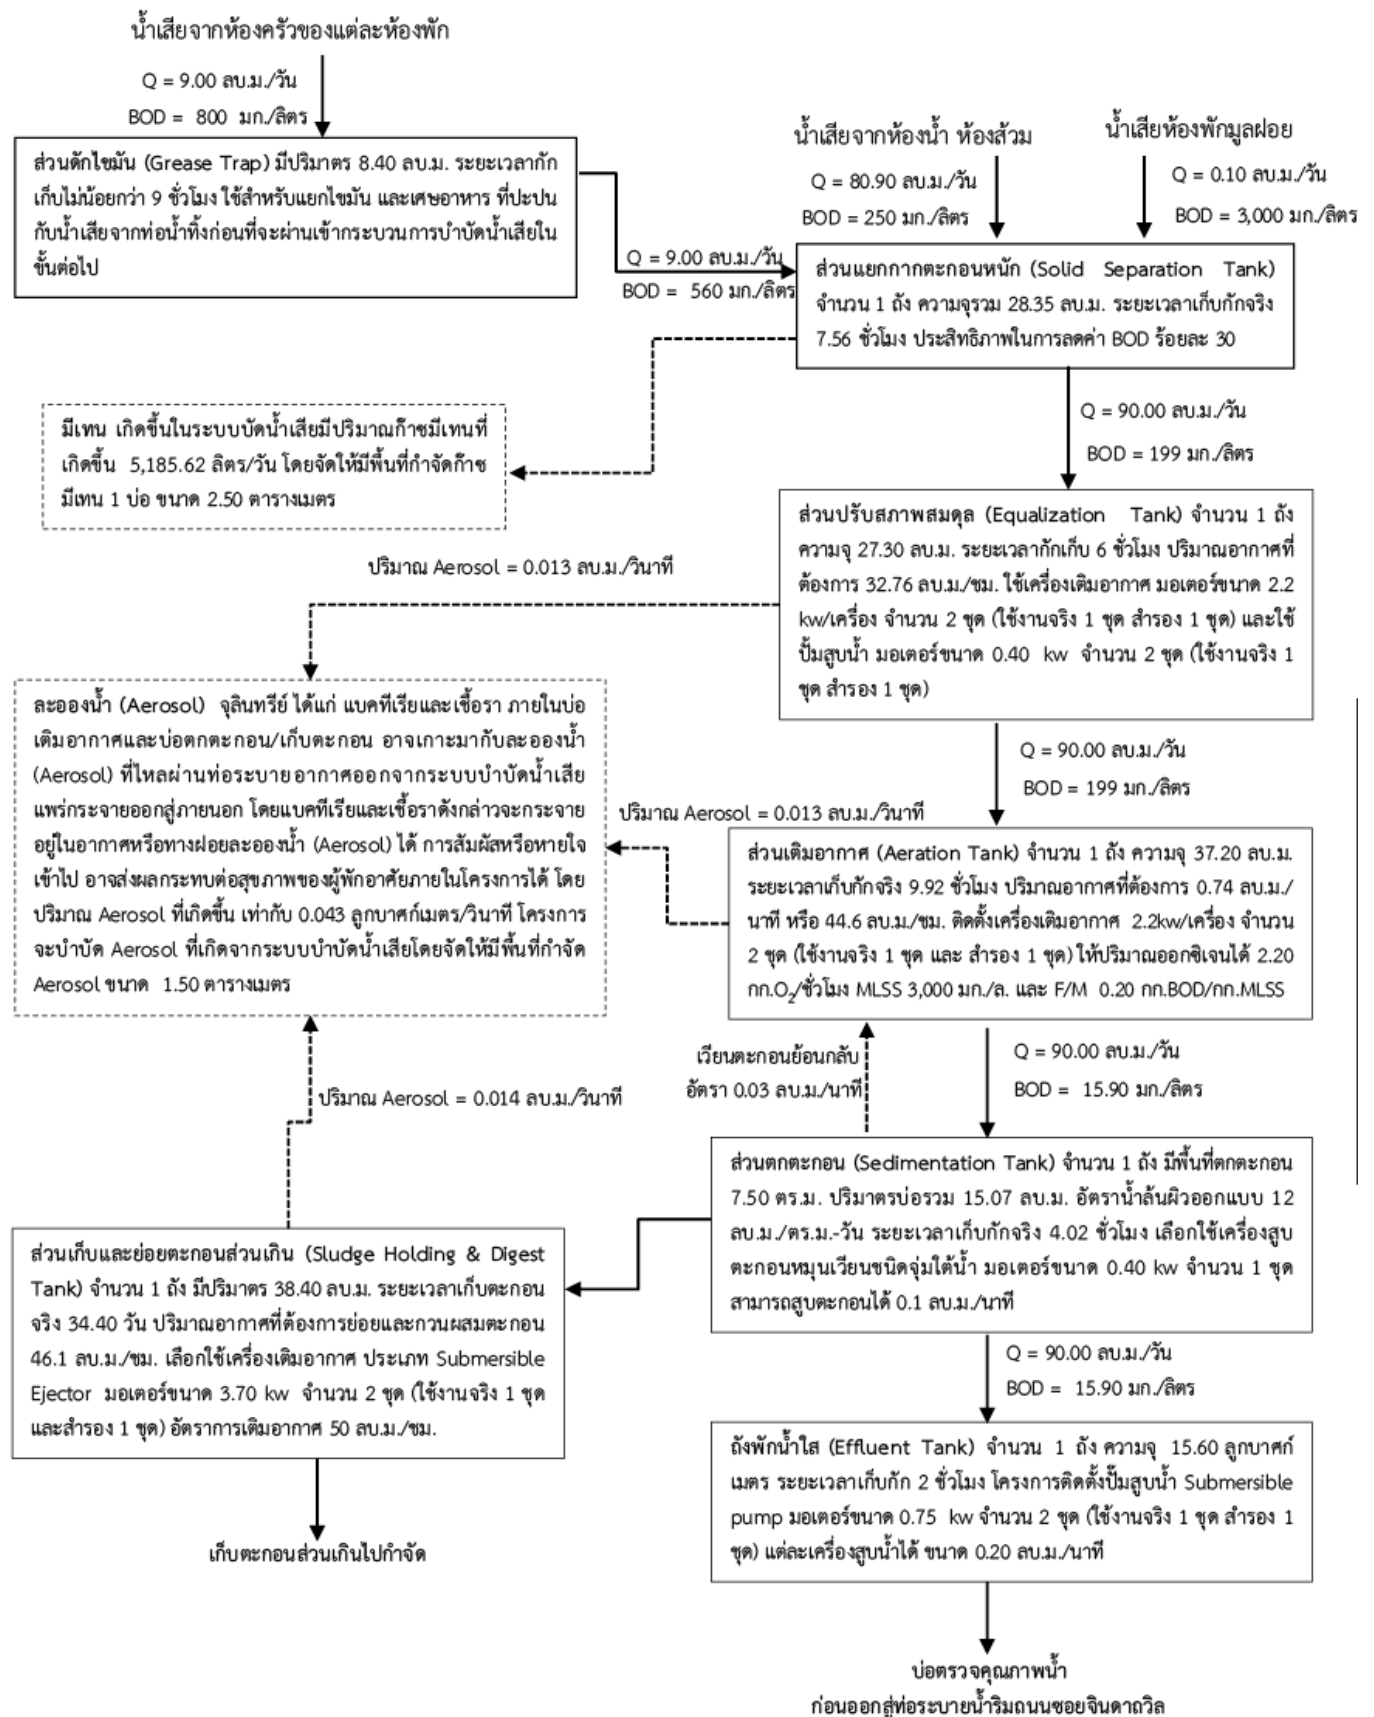 น้ำเสียจากห้องครัวของแต่ละห้องพัก
Q = 9.00 ลบ.ม./วัน
BOD = 800 มก./ลิตร
ส่วนดักไขมัน (Grease Trap) มีปริมาตร 8.40 ลบ.ม. ระยะเวลากัก
เก็บไม่น้อยกว่า 9 ชั่วโมง ใช้สำหรับแยกไขมัน และเศษอาหาร ที่ปะปน
กับน้ำเสียจากท่อน้ำทิ้งก่อนที่จะผ่านเข้ากระบวนการบำบัดน้ำเสียใน
ขั้นต่อไป
น้ำเสียจากห้องน้ำ ห้องส้วม
Q = 80.90 ลบ.ม./วัน
BOD = 250 มก./ลิตร
น้ำเสียห้องพักมูลฝอย
Q = 0.10 ลบ.ม./วัน
BOD = 3,000 มก./ลิตร
Q = 9.00 ลบ.ม./วัน
BOD = 560 มก./ลิตร
ส่วนแยกกากตะกอนหนัก (Solid Separation Tank)
จำนวน 1 ถัง ความจุรวม 28.35 ลบ.ม. ระยะเวลาเก็บกักจริง
7.56 ชั่วโมง ประสิทธิภาพในการลดค่า BOD ร้อยละ 30
Q = 90.00 ลบ.ม./วัน
BOD = 199 มก./ลิตร
มีเทน เกิดขึ้นในระบบบัดน้ำเสียมีปริมาณก๊าซมีเทนที่
เกิดขึ้น 5,185.62 ลิตร/วัน โดยจัดให้มีพื้นที่กำจัดก๊าซ
มีเทน 1 บ่อ ขนาด 2.50 ตารางเมตร
ส่วนปรับสภาพสมดุล (Equalization Tank) จำนวน 1 ถัง
ความจุ 27.30 ลบ.ม. ระยะเวลากักเก็บ 6 ชั่วโมง ปริมาณอากาศที่
ต้องการ 32.76 ลบ.ม./ชม. ใช้เครื่องเติมอากาศ มอเตอร์ขนาด 2.2
kw/เครื่อง จำนวน 2 ชุด (ใช้งานจริง 1 ชุด สำรอง 1 ชุด) และใช้
ปั้มสูบน้ำ มอเตอร์ขนาด 0.40 kw จำนวน 2 ชุด (ใช้งานจริง 1
ชุด สำรอง 1 ชุด)
ปริมาณ Aerosol = 0.013 ลบ.ม./วินาที
ละอองน้ำ (Aerosol) จุลินทรีย์ ได้แก่ แบคทีเรียและเชื้อรา ภายในบ่อ
เติมอากาศและบ่อตกตะกอน/เก็บตะกอน อาจเกาะมากับละอองน้ำ
(Aerosol) ที่ไหลผ่านท่อระบายอากาศออกจากระบบบำบัดน้ำเสีย
แพร่กระจายออกสู่ภายนอก โดยแบคทีเรียและเชื้อราดังกล่าวจะกระจาย
อยู่ในอากาศหรือทางฝอยละอองน้ำ (Aerosol) ได้ การสัมผัสหรือหายใจ
เข้าไป อาจส่งผลกระทบต่อสุขภาพของผู้พักอาศัยภายในโครงการได้ โดย
ปริมาณ Aerosol ที่เกิดขึ้น เท่ากับ 0.043 ลูกบาศก์เมตร/วินาที โครงการ
จะบำบัด Aerosol ที่เกิดจากระบบบำบัดน้ำเสียโดยจัดให้มีพื้นที่กำจัด
Aerosol ขนาด 1.50 ตารางเมตร
Q = 90.00 ลบ.ม./วัน
BOD = 199 มก./ลิตร
ปริมาณ Aerosol = 0.013 ลบ.ม./วินาที
ส่วนเติมอากาศ (Aeration Tank) จำนวน 1 ถัง ความจุ 37.20 ลบ.ม.
ระยะเวลาเก็บกักจริง 9.92 ชั่วโมง ปริมาณอากาศที่ต้องการ 0.74 ลบ.ม./
นาที หรือ 44.6 ลบ.ม./ชม. ติดตั้งเครื่องเติมอากาศ 2.2kw/เครื่อง จำนวน
2 ชุด (ใช้งานจริง 1 ชุด และ สำรอง 1 ชุด) ให้ปริมาณออกซิเจนได้ 2.20
กก.O₂/ชั่วโมง MLSS 3,000 มก./ล. และ F/M 0.20 กก.BOD/กก.MLSS
เวียนตะกอนย้อนกลับ
อัตรา 0.03 ลบ.ม./นาที
Q = 90.00 ลบ.ม./วัน
BOD = 15.90 มก./ลิตร
ปริมาณ Aerosol = 0.014 ลบ.ม./วินาที
ส่วนตกตะกอน (Sedimentation Tank) จำนวน 1 ถัง มีพื้นที่ตกตะกอน
7.50 ตร.ม. ปริมาตรบ่อรวม 15.07 ลบ.ม. อัตราน้ำล้นผิวออกแบบ 12
ลบ.ม./ตร.ม.-วัน ระยะเวลาเก็บกักจริง 4.02 ชั่วโมง เลือกใช้เครื่องสูบ
ตะกอนหมุนเวียนชนิดจุ่มใต้น้ำ มอเตอร์ขนาด 0.40 kw จำนวน 1 ชุด
สามารถสูบตะกอนได้ 0.1 ลบ.ม./นาที
ส่วนเก็บและย่อยตะกอนส่วนเกิน (Sludge Holding & Digest
Tank) จำนวน 1 ถัง มีปริมาตร 38.40 ลบ.ม. ระยะเวลาเก็บตะกอน
จริง 34.40 วัน ปริมาณอากาศที่ต้องการย่อยและกวนผสมตะกอน
46.1 ลบ.ม./ชม. เลือกใช้เครื่องเติมอากาศ ประเภท Submersible
Ejector มอเตอร์ขนาด 3.70 kw จำนวน 2 ชุด (ใช้งานจริง 1 ชุด
และสำรอง 1 ชุด) อัตราการเติมอากาศ 50 ลบ.ม./ชม.
เก็บตะกอนส่วนเกินไปกำจัด
Q = 90.00 ลบ.ม./วัน
BOD = 15.90 มก./ลิตร
ถังพักน้ำใส (Effluent Tank) จำนวน 1 ถัง ความจุ 15.60 ลูกบาศก์
เมตร ระยะเวลาเก็บกัก 2 ชั่วโมง โครงการติดตั้งปั๊มสูบน้ำ Submersible
pump มอเตอร์ขนาด 0.75 kw จำนวน 2 ชุด (ใช้งานจริง 1 ชุด สำรอง 1
ชุด) แต่ละเครื่องสูบน้ำได้ ขนาด 0.20 ลบ.ม./นาที
บ่อตรวจคุณภาพน้ำ
ก่อนออกสู่ท่อระบายน้ำริมถนนซอยจินดาถวิล